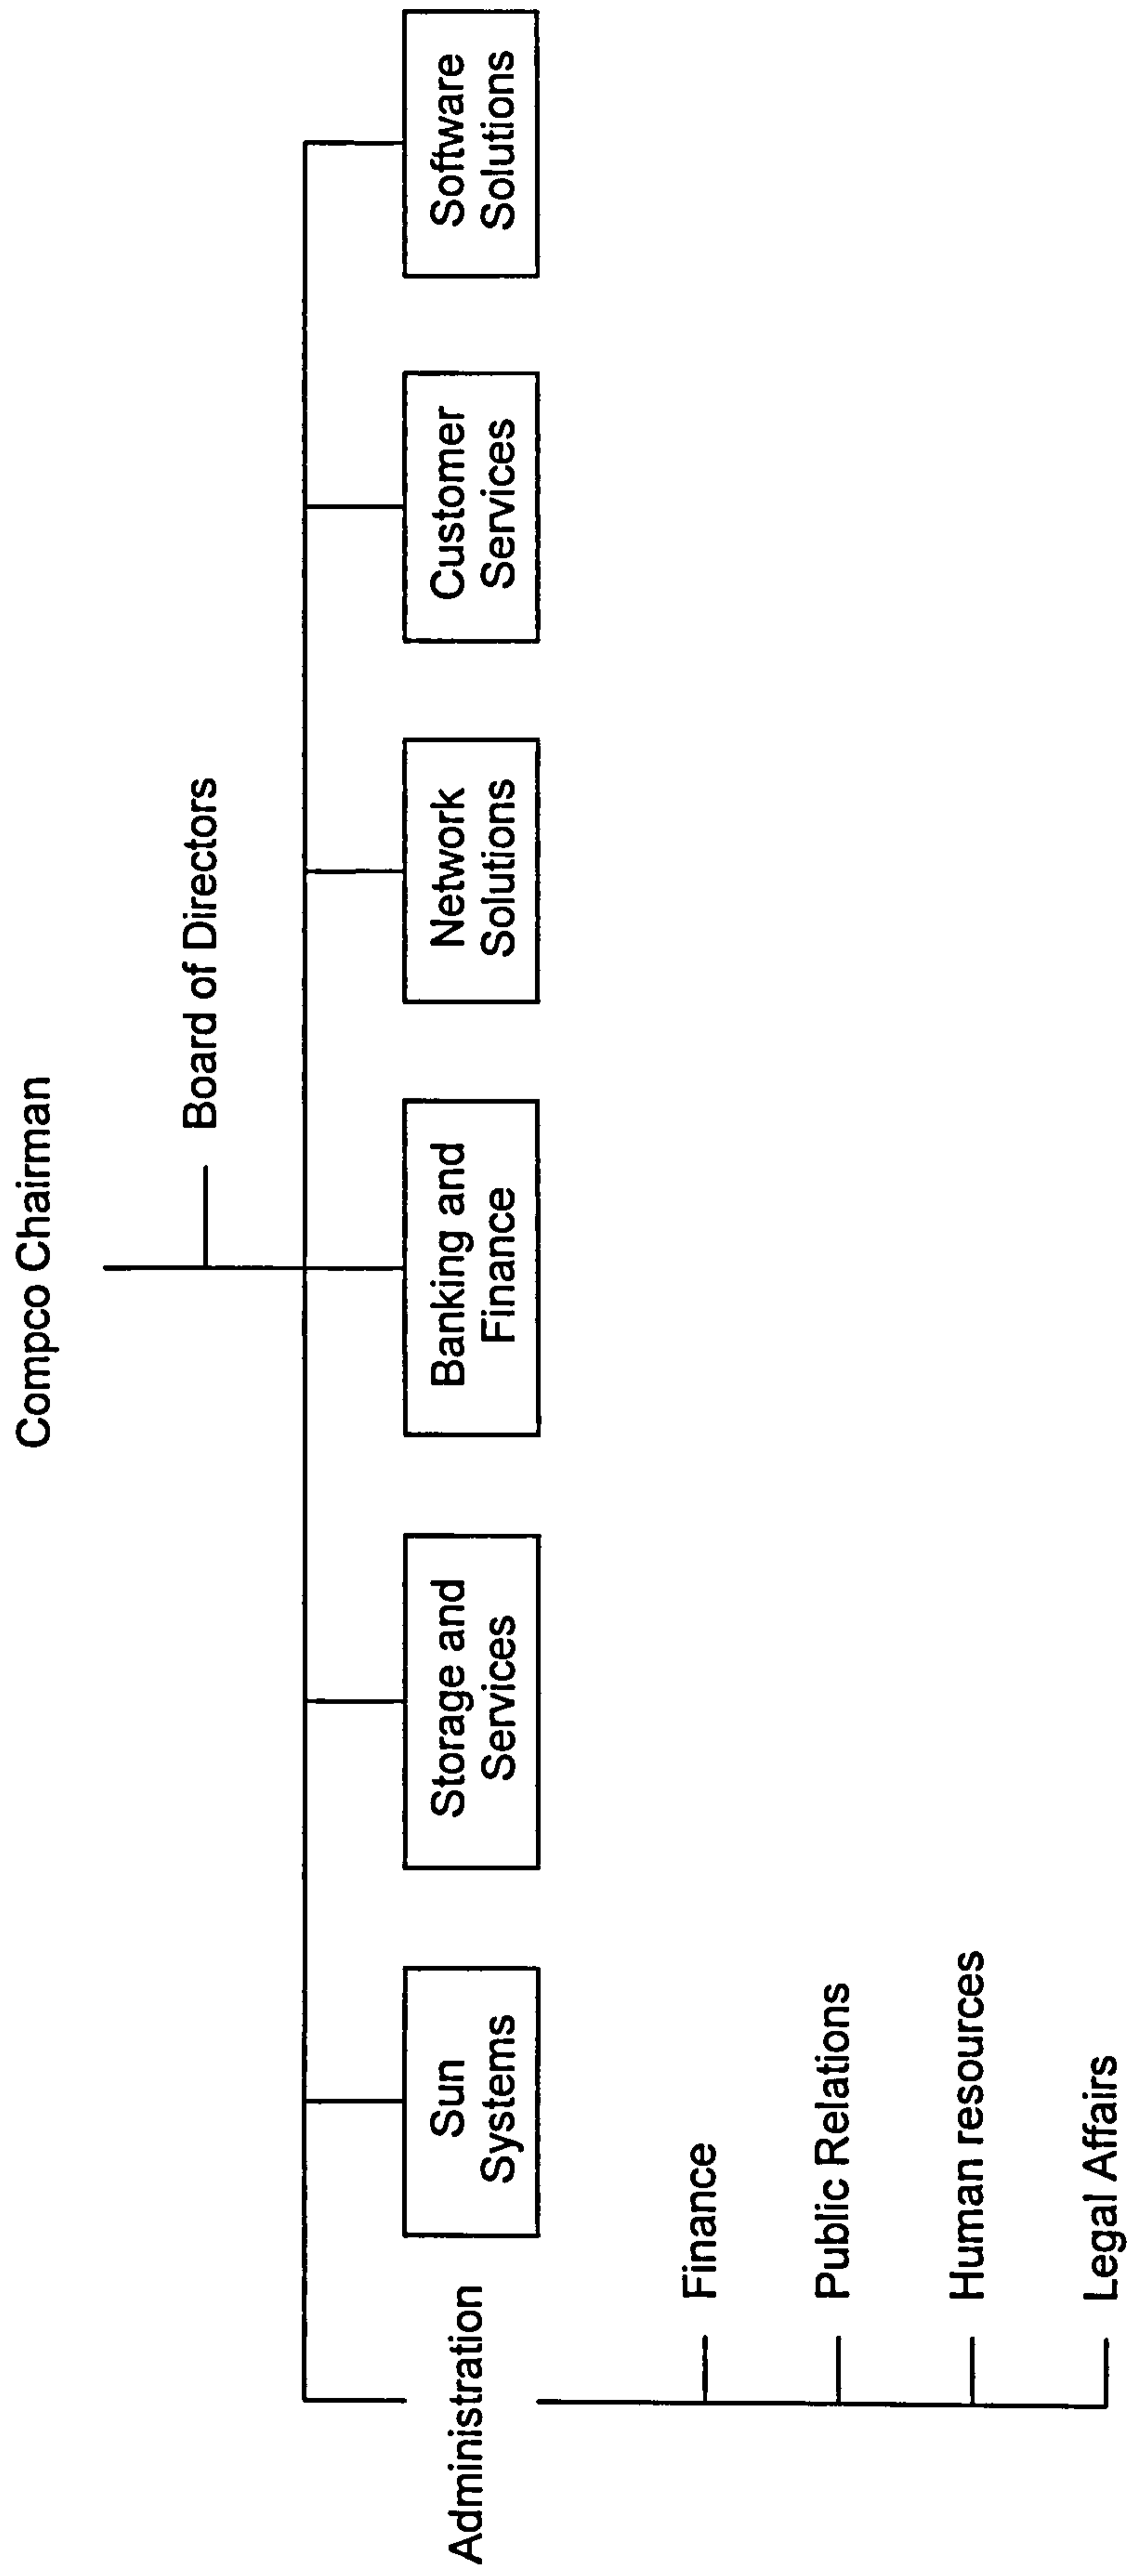 Compco Chairman
Board of Directors
Administration
Sun
Systems
Storage and
Services
Banking and
Finance
Network
Solutions
Customer
Services
Software
Solutions
Finance
Public Relations
Human resources
Legal Affairs